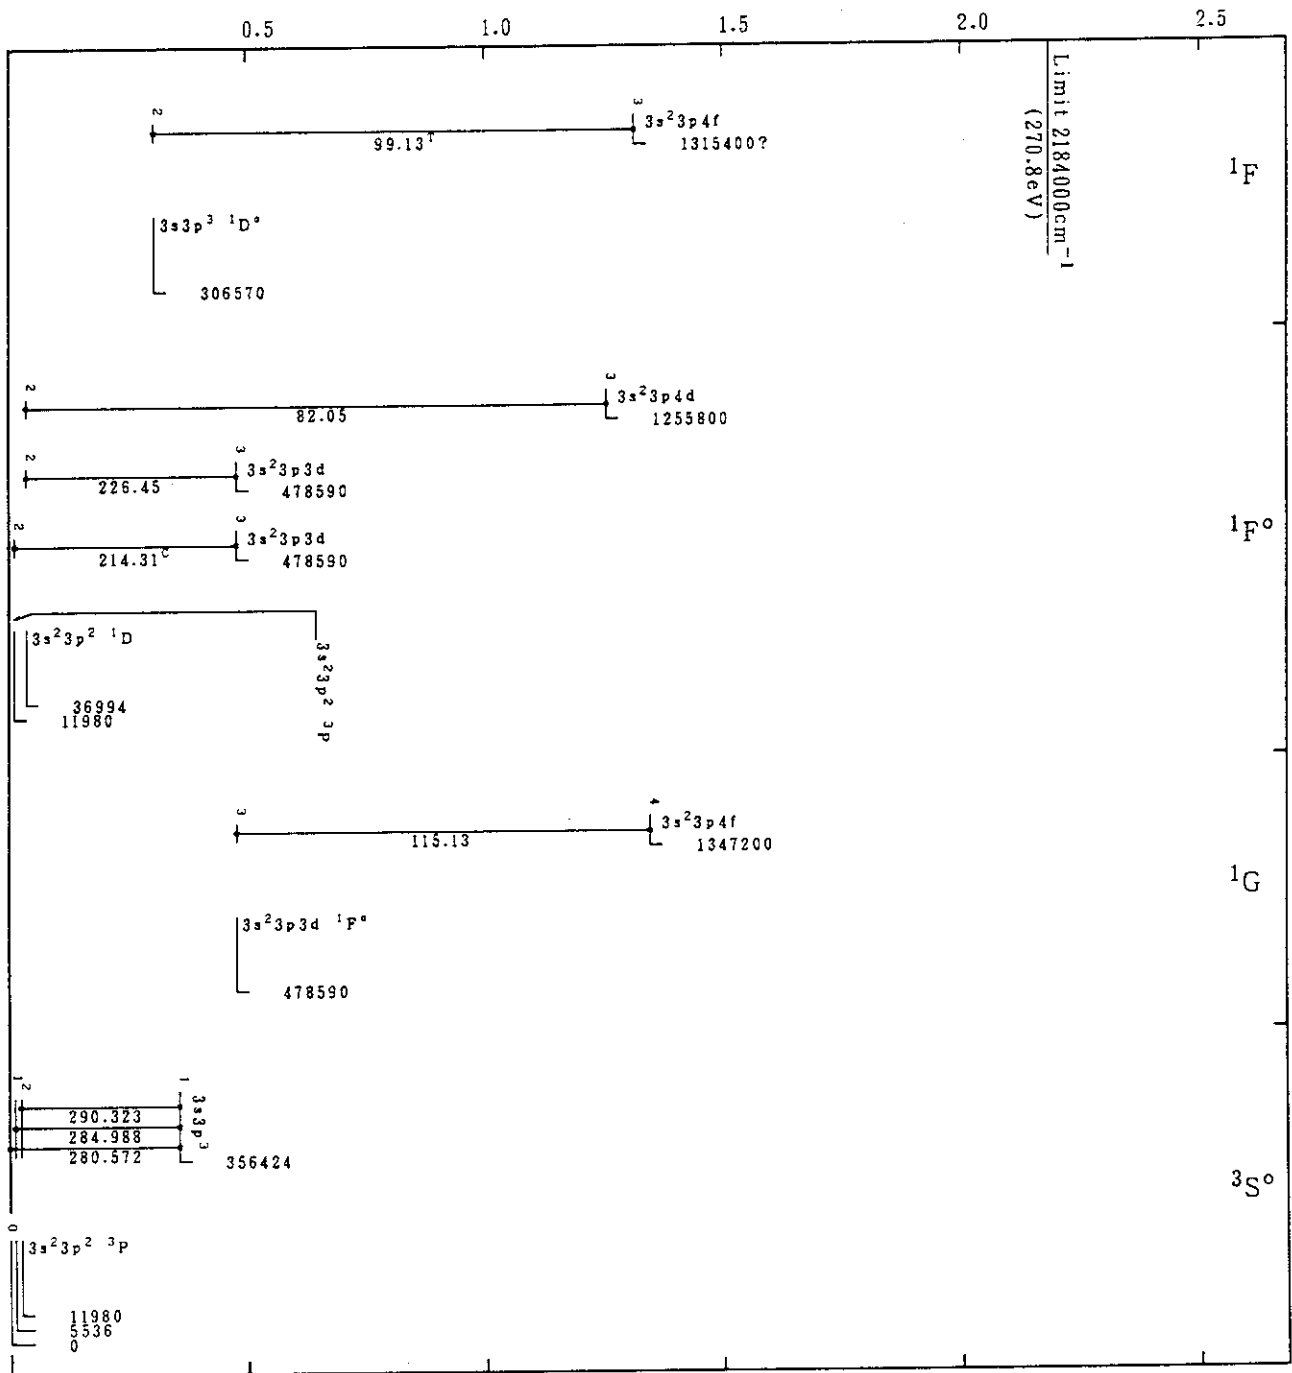 0.5 1.0 1.5 2.0 2.5
Limit 2184000cm⁻¹
(270.8eV)
¹F
2 3 3s²3p4f
99.13ᵀ 1315400?
3s3p³ ¹D°
306570
¹F°
2 3 3s²3p4d
82.05 1255800
2 3 3s²3p3d
226.45 478590
2 3 3s²3p3d
214.31ᶜ 478590
3s²3p² ¹D
3s²3p² ³P
36994
11980
¹G
3 4 3s²3p4f
115.13 1347200
3s²3p3d ¹F°
478590
³S°
1 2 1 3s3p³
290.323
284.988
280.572 356424
0
3s²3p² ³P
11980
5536
0